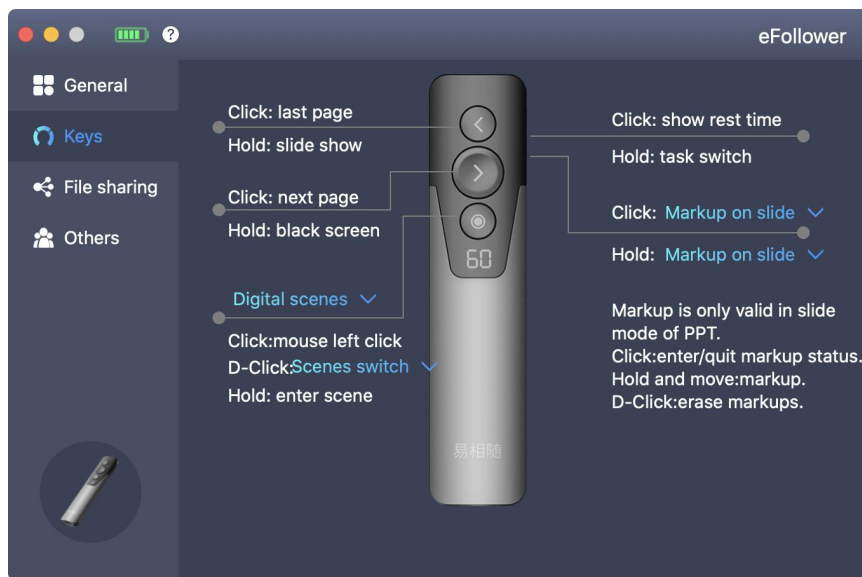 eFollower
General
Keys
File sharing
Others
Click: last page
Hold: slide show
Click: next page
Hold: black screen
Digital scenes
Click:mouse left click
D-Click:Scenes switch
Hold: enter scene
60
易相随
Click: show rest time
Hold: task switch
Click: Markup on slide
Hold: Markup on slide
Markup is only valid in slide
mode of PPT.
Click:enter/quit markup status.
Hold and move:markup.
D-Click:erase markups.